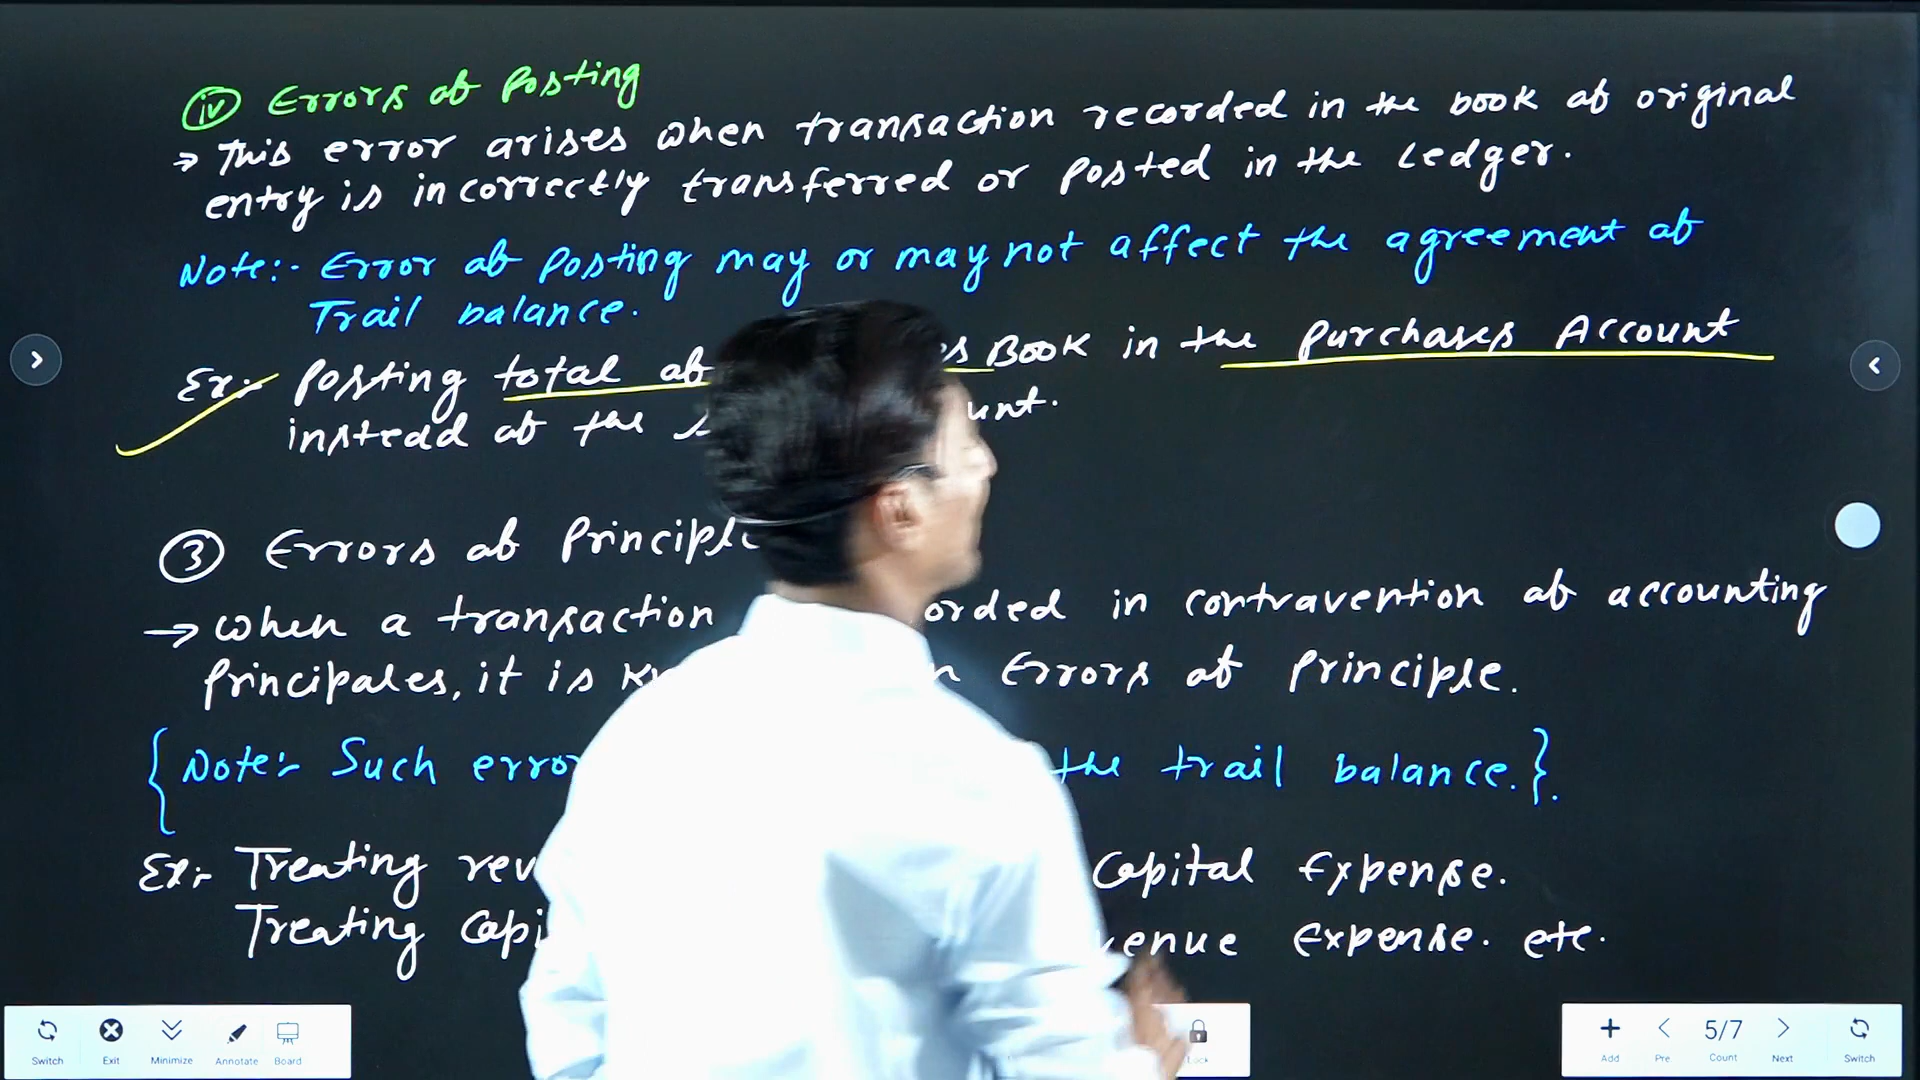 (iv) Errors of Posting
→ This error arises when transaction recorded in the book of original
entry is incorrectly transferred or posted in the Ledger.
Note:- Error of Posting may or may not affect the agreement of
Trail balance.
Ex:- Posting total of Book in the Purchases Account
instead of the
③ Errors of Principle
→ When a transaction in contravention of accounting
Principales, it is Errors of Principle.
{Note:- Such the trail balance.}.
Ex:- Treating Capital Expense.
Treating Expense. etc.
Switch Exit Minimize Annotate Board
Add Pre 5/7 Count Next Switch